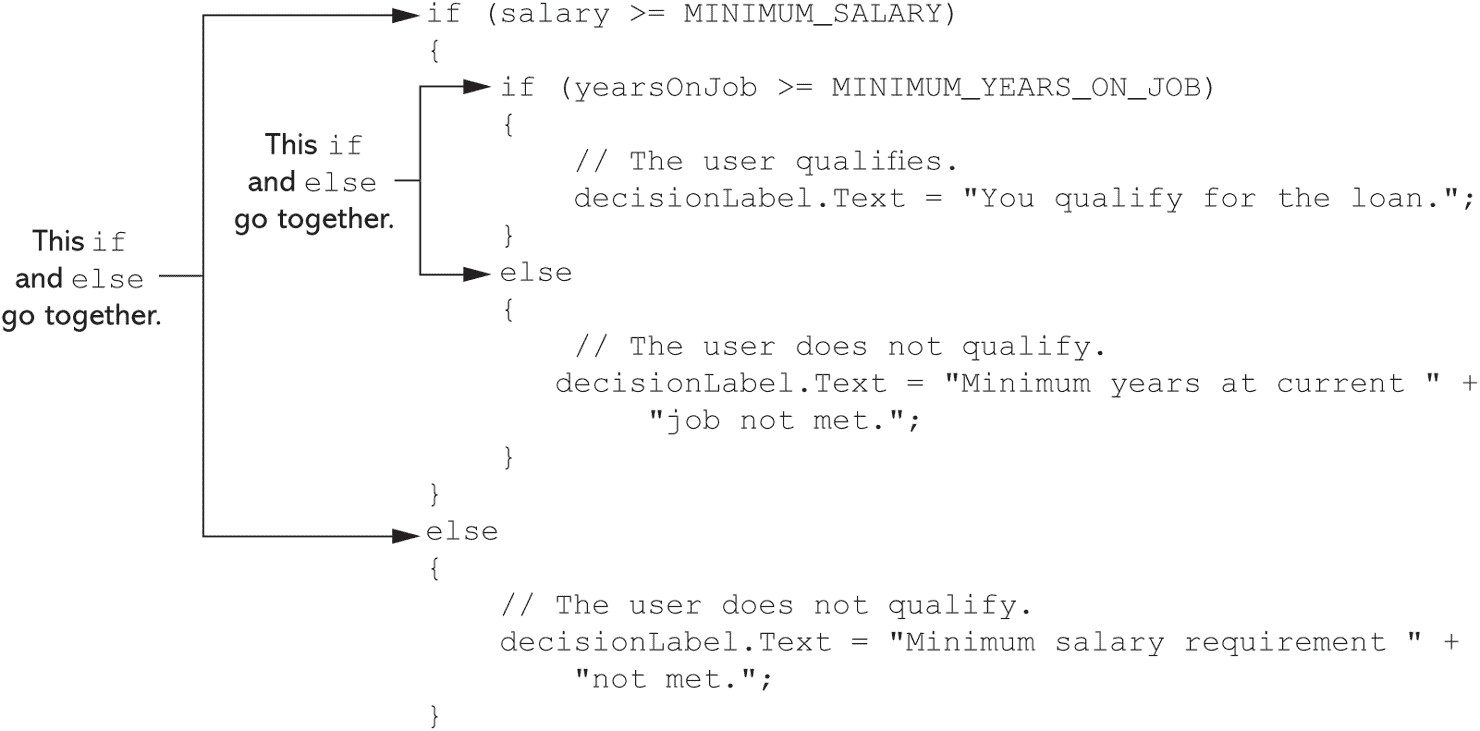 if (salary >= MINIMUM_SALARY)
{
if (yearsOnJob >= MINIMUM_YEARS_ON_JOB)
{
// The user qualifies.
decisionLabel.Text = "You qualify for the loan.";
}
else
{
// The user does not qualify.
decisionLabel.Text = "Minimum years at current " +
"job not met.";
}
}
else
{
// The user does not qualify.
decisionLabel.Text = "Minimum salary requirement " +
"not met.";
}
This if
and else
go together.
This if
and else
go together.